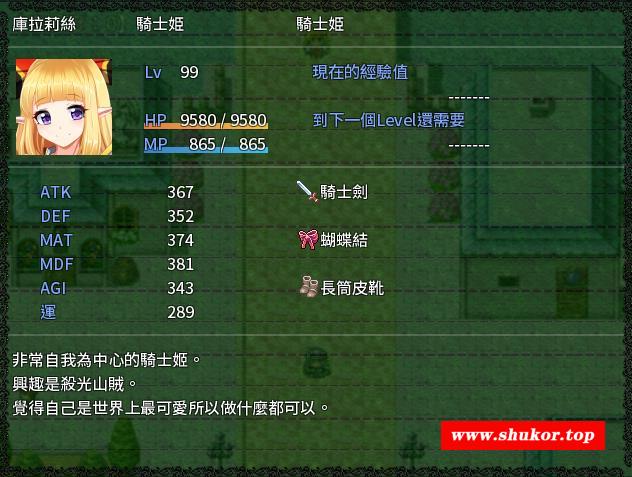 庫拉莉絲 騎士姬 騎士姬
Lv 99 現在的經驗值
-------
HP 9580 / 9580 到下一個Level還需要
MP 865 / 865 -------
ATK 367 騎士劍
DEF 352
MAT 374 蝴蝶結
MDF 381
AGI 343 長筒皮靴
運 289
非常自我為中心的騎士姬。
興趣是殺光山賊。
覺得自己是世界上最可愛所以做什麼都可以。
www.shukor.top